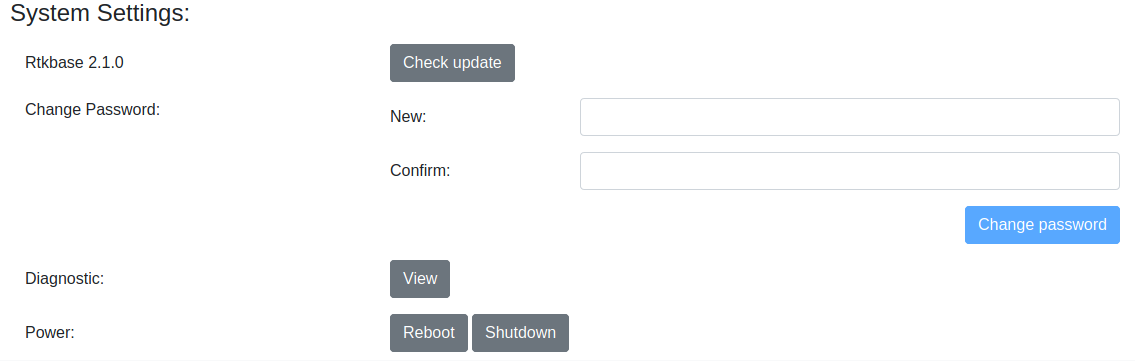 System Settings:
Rtkbase 2.1.0 Check update
Change Password: New:
Confirm:
Change password
Diagnostic: View
Power: Reboot Shutdown